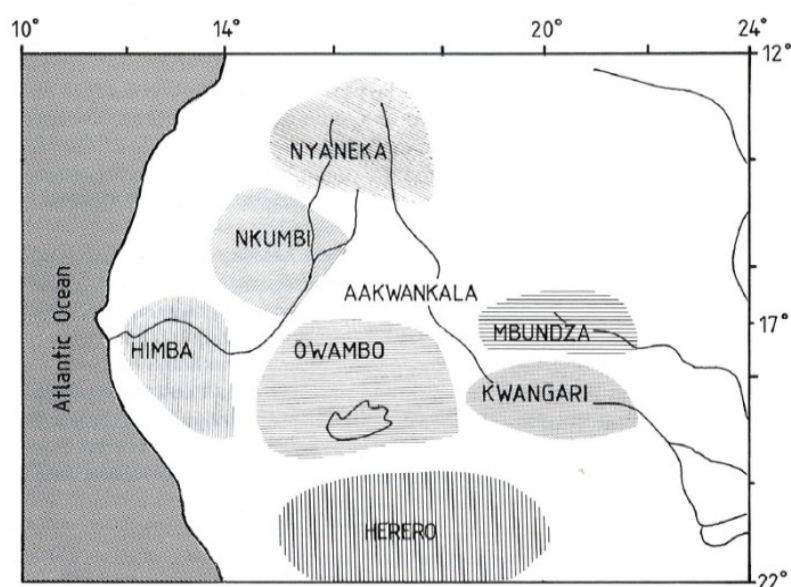 10° 14° 20° 24°
12°
NYANEKA
NKUMBI
AAKWANKALA
Atlantic Ocean
HIMBA
OWAMBO
MBUNDZA
17°
KWANGARI
HERERO
22°